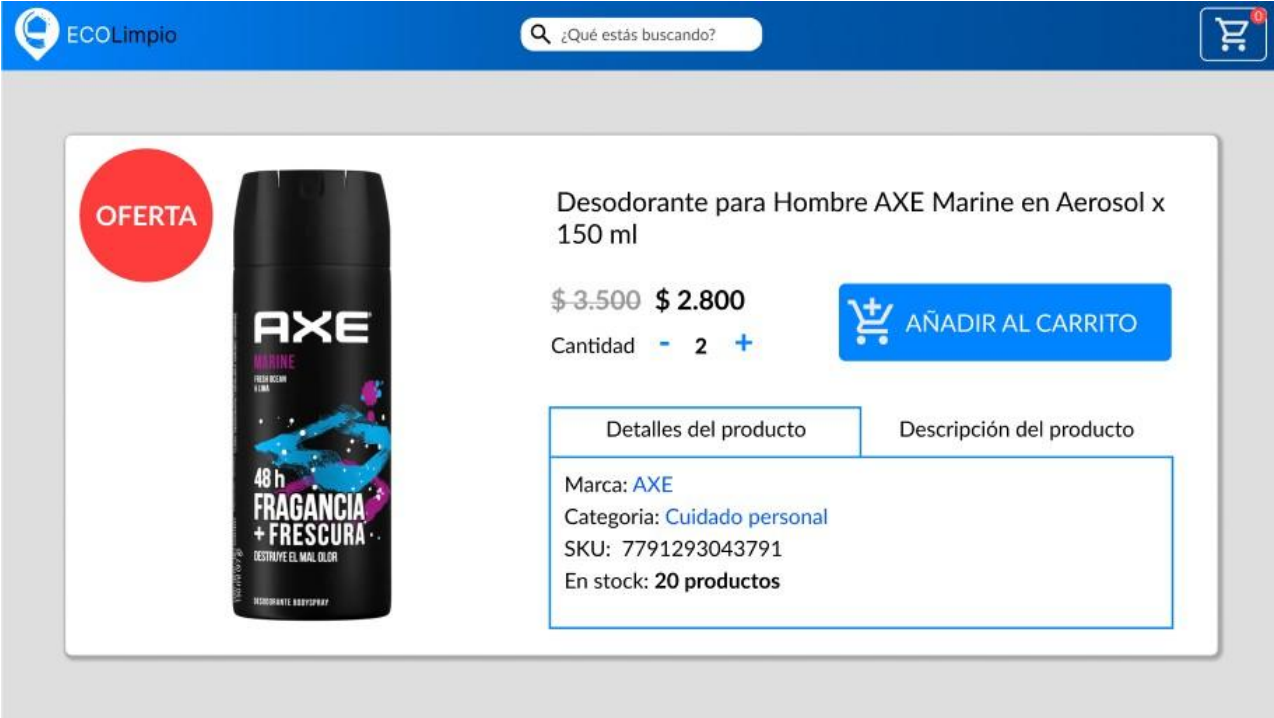 ECOLimpio
¿Qué estás buscando?
0
OFERTA
Desodorante para Hombre AXE Marine en Aerosol x
150 ml
$ 3.500 $ 2.800
Cantidad - 2 +
AÑADIR AL CARRITO
Detalles del producto
Descripción del producto
Marca: AXE
Categoria: Cuidado personal
SKU: 7791293043791
En stock: 20 productos
AXE
MARINE
FRESH OCEAN
48 h
FRAGANCIA
+ FRESCURA
DESTRUYE EL MAL OLOR
DESODORANTE BODYSPRAY